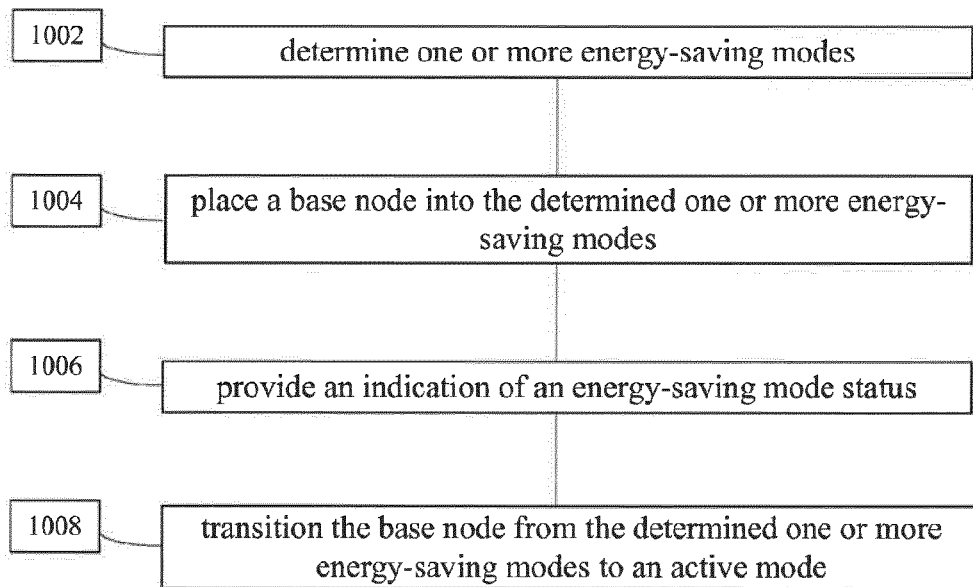 1002
determine one or more energy-saving modes
1004
place a base node into the determined one or more energy-
saving modes
1006
provide an indication of an energy-saving mode status
1008
transition the base node from the determined one or more
energy-saving modes to an active mode